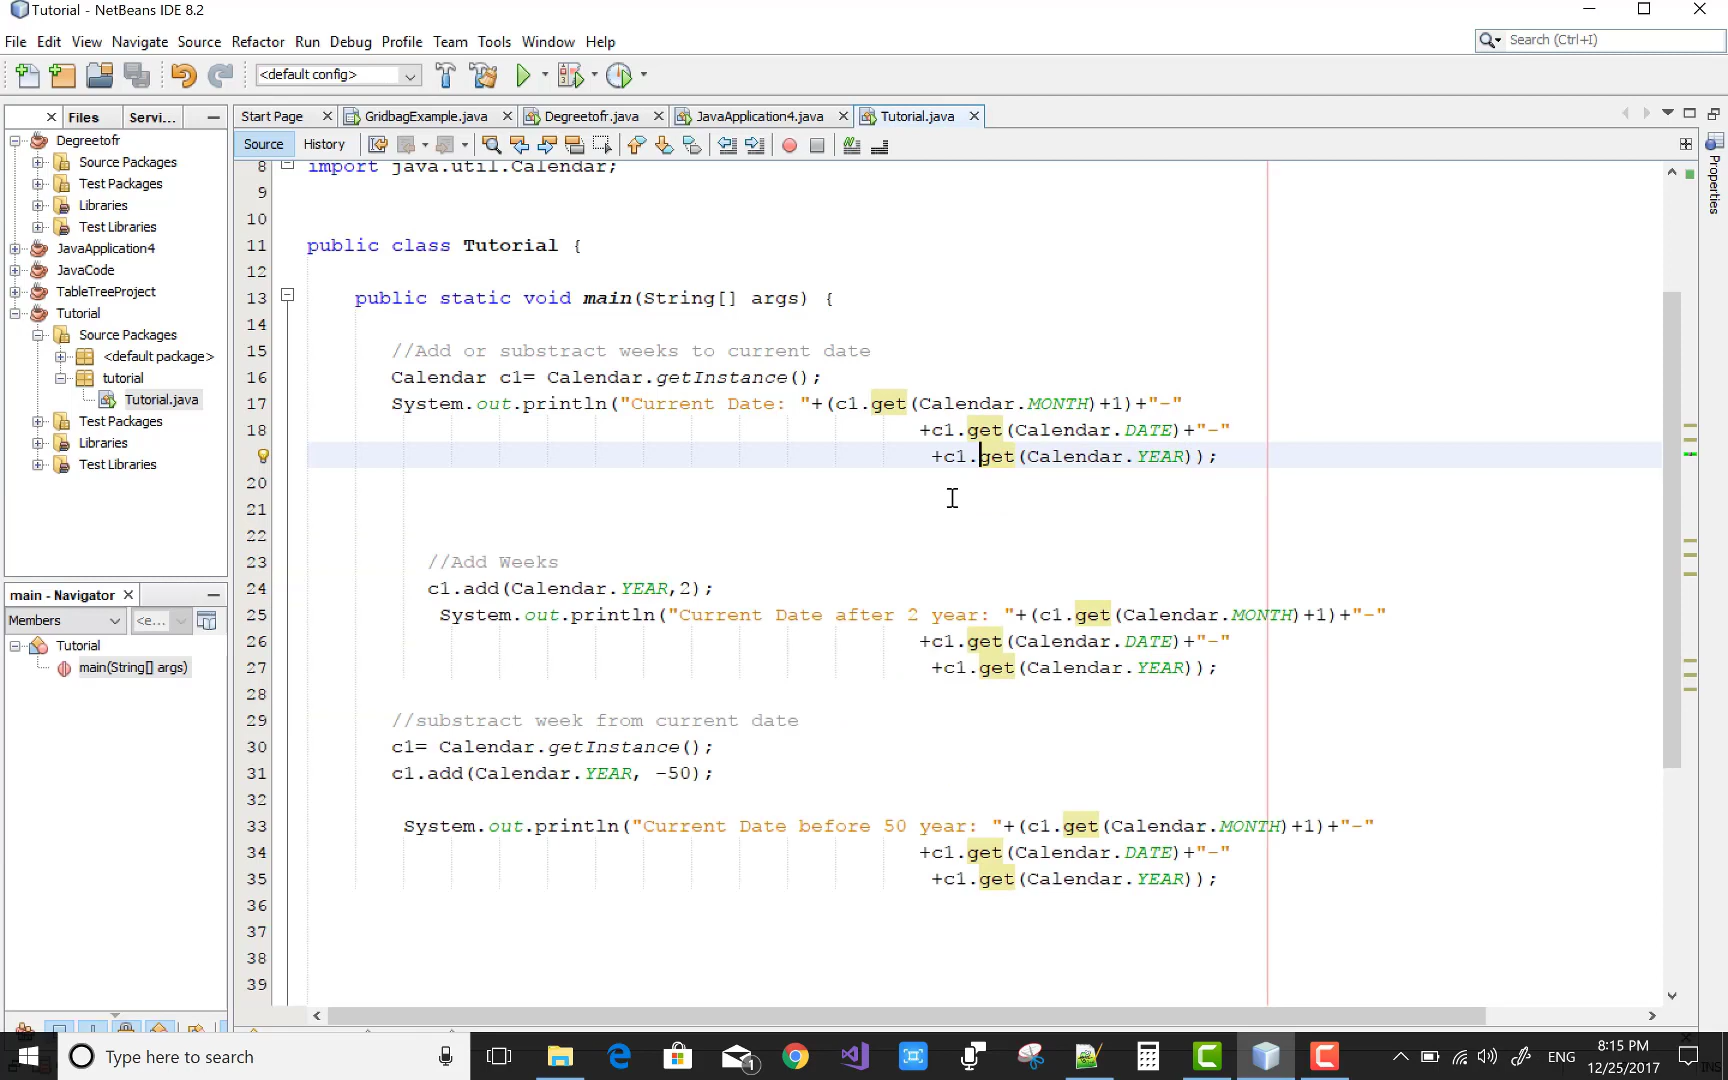 Tutorial - NetBeans IDE 8.2
File Edit View Navigate Source Refactor Run Debug Profile Team Tools Window Help
Search (Ctrl+I)
<default config>
Files Servi...
Start Page GridbagExample.java Degreetofr.java JavaApplication4.java Tutorial.java
Source History
Degreetofr
Source Packages
Test Packages
Libraries
Test Libraries
JavaApplication4
JavaCode
TableTreeProject
Tutorial
Source Packages
<default package>
tutorial
Tutorial.java
Test Packages
Libraries
Test Libraries
main - Navigator
Members <e...
Tutorial
main(String[] args)
8 import java.util.Calendar;
9
10
11 public class Tutorial {
12
13 public static void main(String[] args) {
14
15 //Add or substract weeks to current date
16 Calendar c1= Calendar.getInstance();
17 System.out.println("Current Date: "+(c1.get(Calendar.MONTH)+1)+"-"
18 +c1.get(Calendar.DATE)+"-"
+c1.get(Calendar.YEAR));
20
21
22
23 //Add Weeks
24 c1.add(Calendar.YEAR,2);
25 System.out.println("Current Date after 2 year: "+(c1.get(Calendar.MONTH)+1)+"-"
26 +c1.get(Calendar.DATE)+"-"
27 +c1.get(Calendar.YEAR));
28
29 //substract week from current date
30 c1= Calendar.getInstance();
31 c1.add(Calendar.YEAR, -50);
32
33 System.out.println("Current Date before 50 year: "+(c1.get(Calendar.MONTH)+1)+"-"
34 +c1.get(Calendar.DATE)+"-"
35 +c1.get(Calendar.YEAR));
36
37
38
39
Properties
Type here to search
1
ENG
8:15 PM
12/25/2017
INS